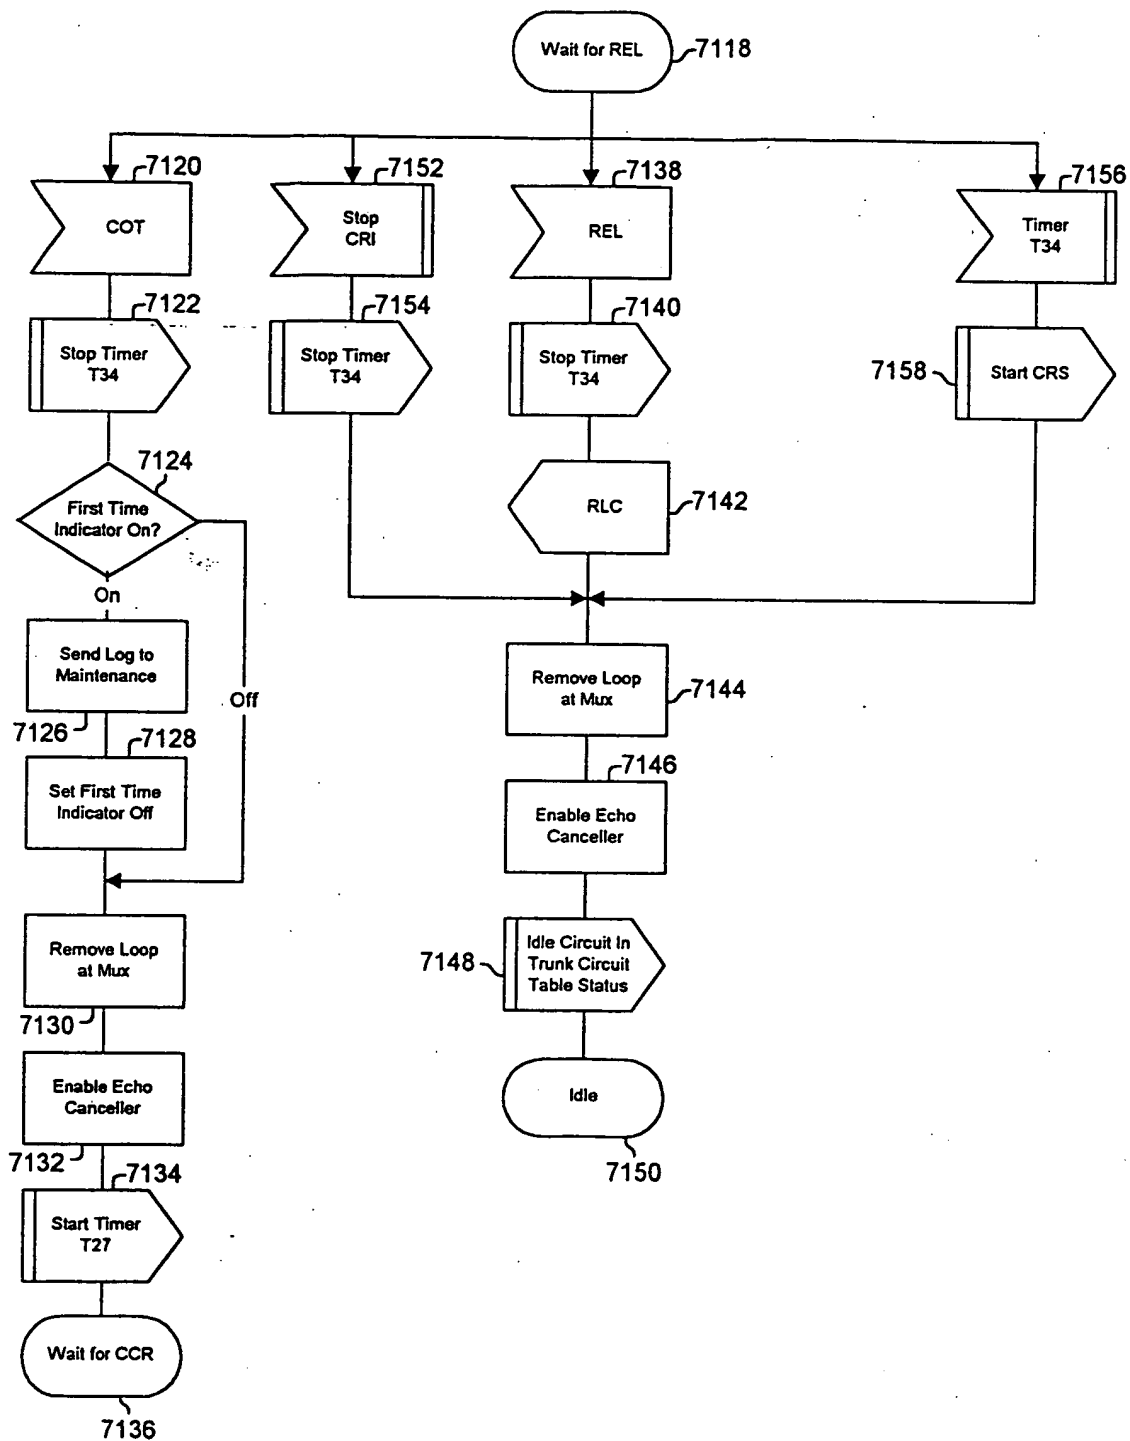 Wait for REL
7118
7120
COT
7152
Stop
CRI
7138
REL
7156
Timer
T34
7122
Stop Timer
T34
7154
Stop Timer
T34
7140
Stop Timer
T34
7158
Start CRS
7124
First Time
Indicator On?
On
Off
RLC
7142
Send Log to
Maintenance
7126
7128
Set First Time
Indicator Off
Remove Loop
at Mux
7144
7146
Enable Echo
Canceller
Remove Loop
at Mux
7130
7148
Idle Circuit In
Trunk Circuit
Table Status
Enable Echo
Canceller
7132
Idle
7150
7134
Start Timer
T27
Wait for CCR
7136